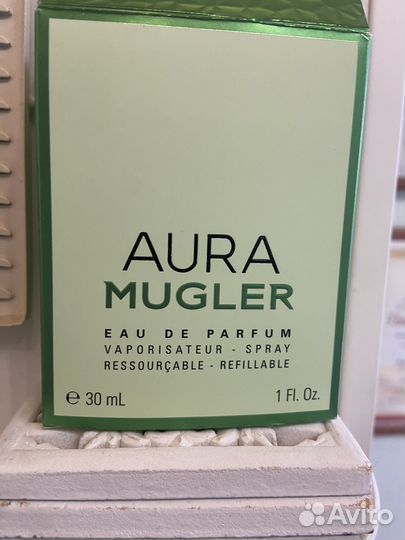 AURA
MUGLER
EAU DE PARFUM
VAPORISATEUR - SPRAY
RESSOURÇABLE - REFILLABLE
℮ 30 mL 1 Fl. Oz.
Avito